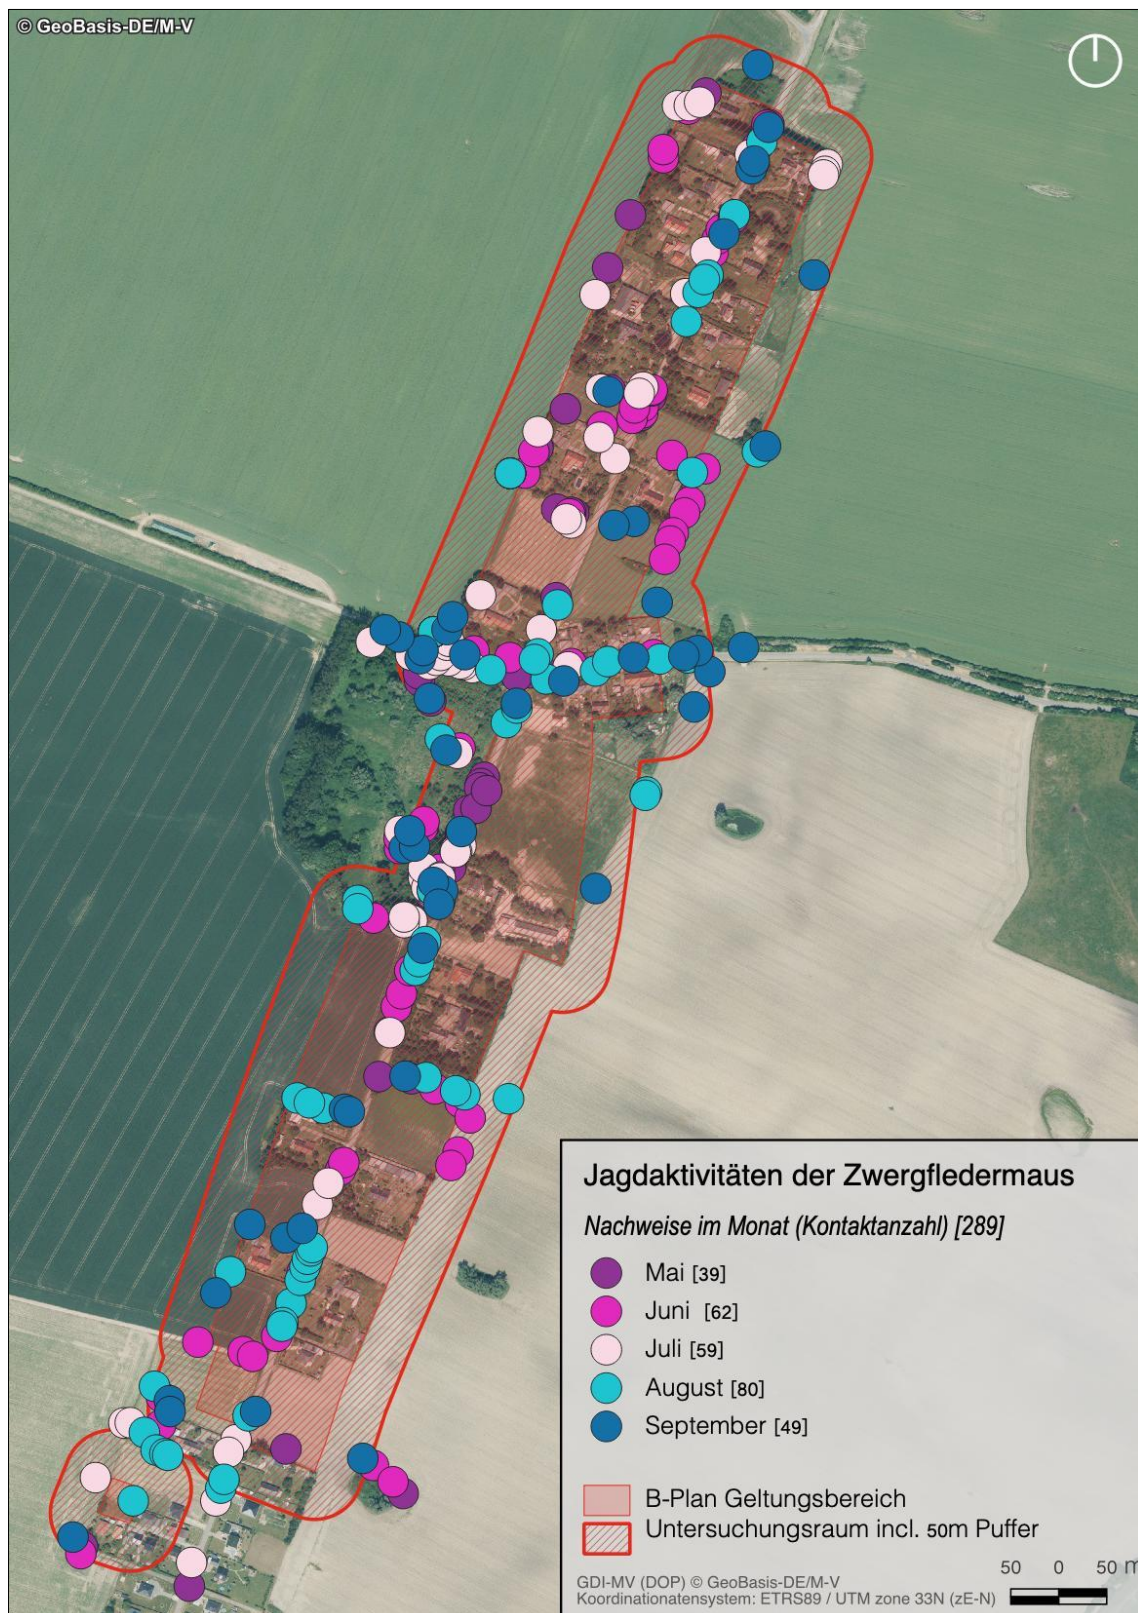 © GeoBasis-DE/M-V
Jagdaktivitäten der Zwergfledermaus
Nachweise im Monat (Kontaktanzahl) [289]
Mai [39]
Juni [62]
Juli [59]
August [80]
September [49]
B-Plan Geltungsbereich
Untersuchungsraum incl. 50m Puffer
50 0 50 m
GDI-MV (DOP) © GeoBasis-DE/M-V
Koordinationatensystem: ETRS89 / UTM zone 33N (zE-N)